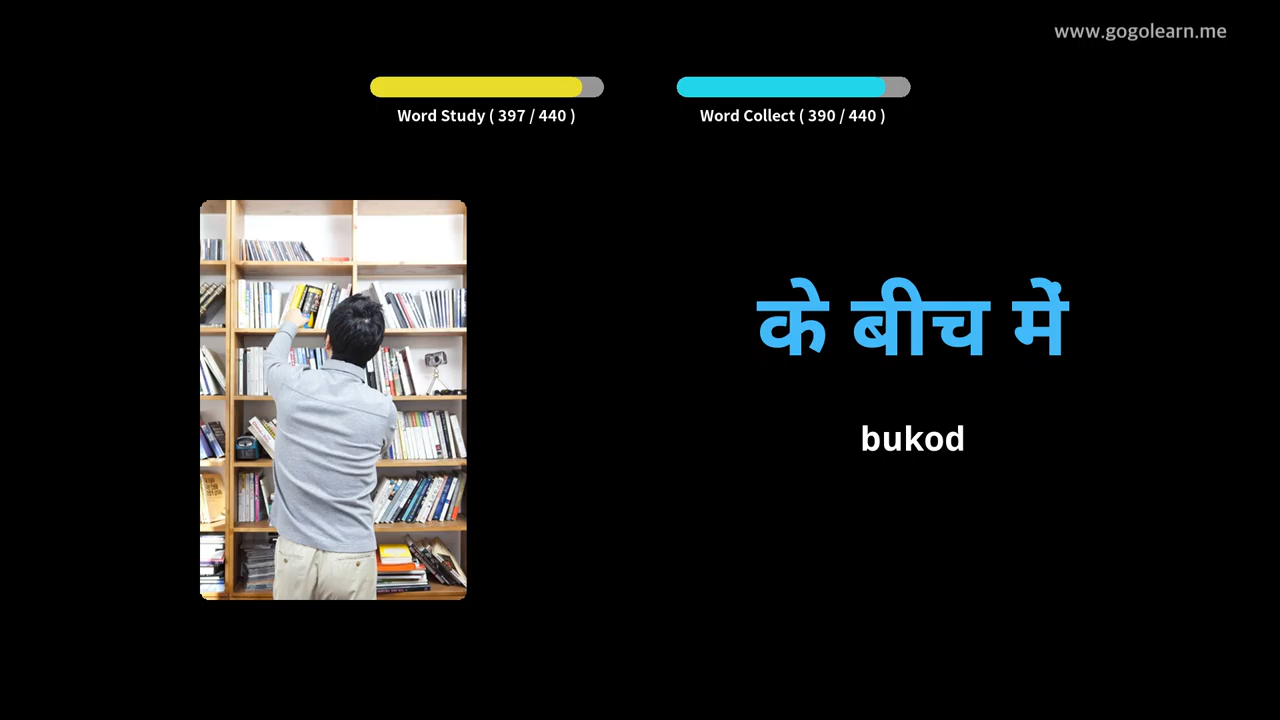 www.gogolearn.me
Word Study ( 397 / 440 )
Word Collect ( 390 / 440 )
के बीच में
bukod